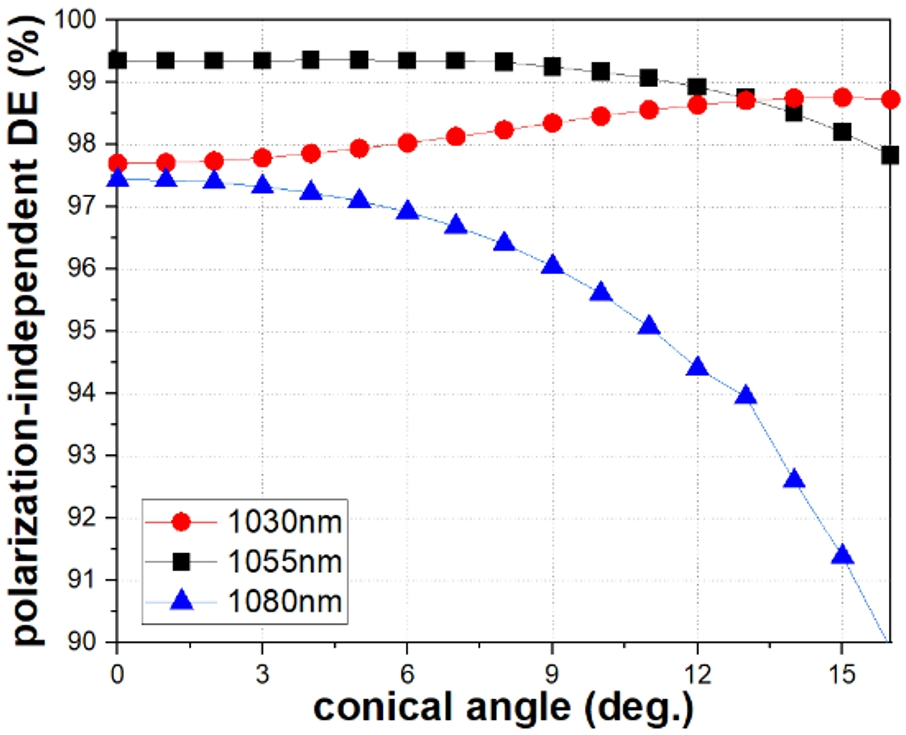 polarization-independent DE (%)
100
99
98
97
96
95
94
93
92
91
90
1030nm
1055nm
1080nm
0 3 6 9 12 15
conical angle (deg.)